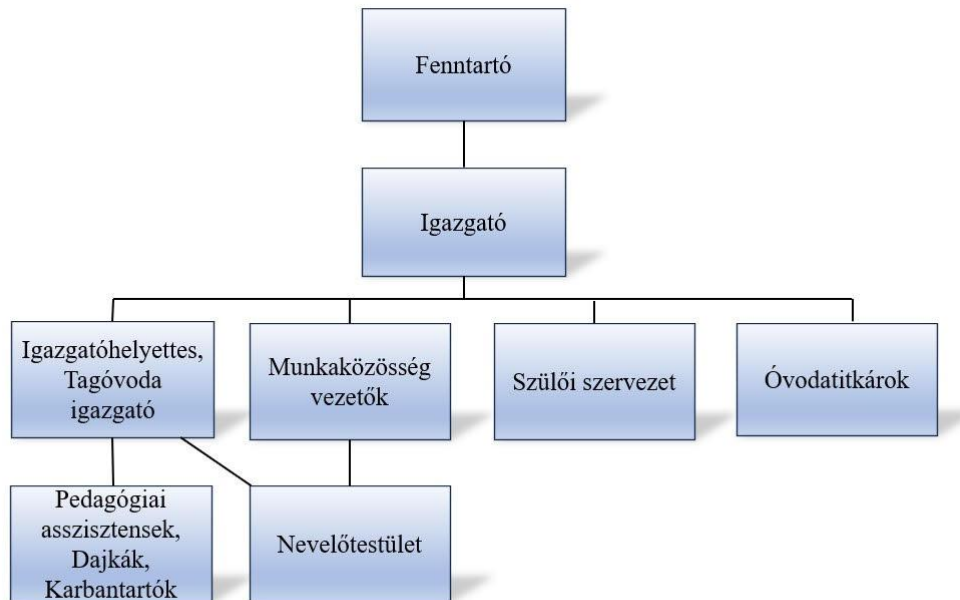 Fenntartó
Igazgató
Igazgatóhelyettes,
Tagóvoda
igazgató
Munkaközösség
vezetők
Szülői szervezet
Óvodatitkárok
Pedagógiai
asszisztensek,
Dajkák,
Karbantartók
Nevelőtestület